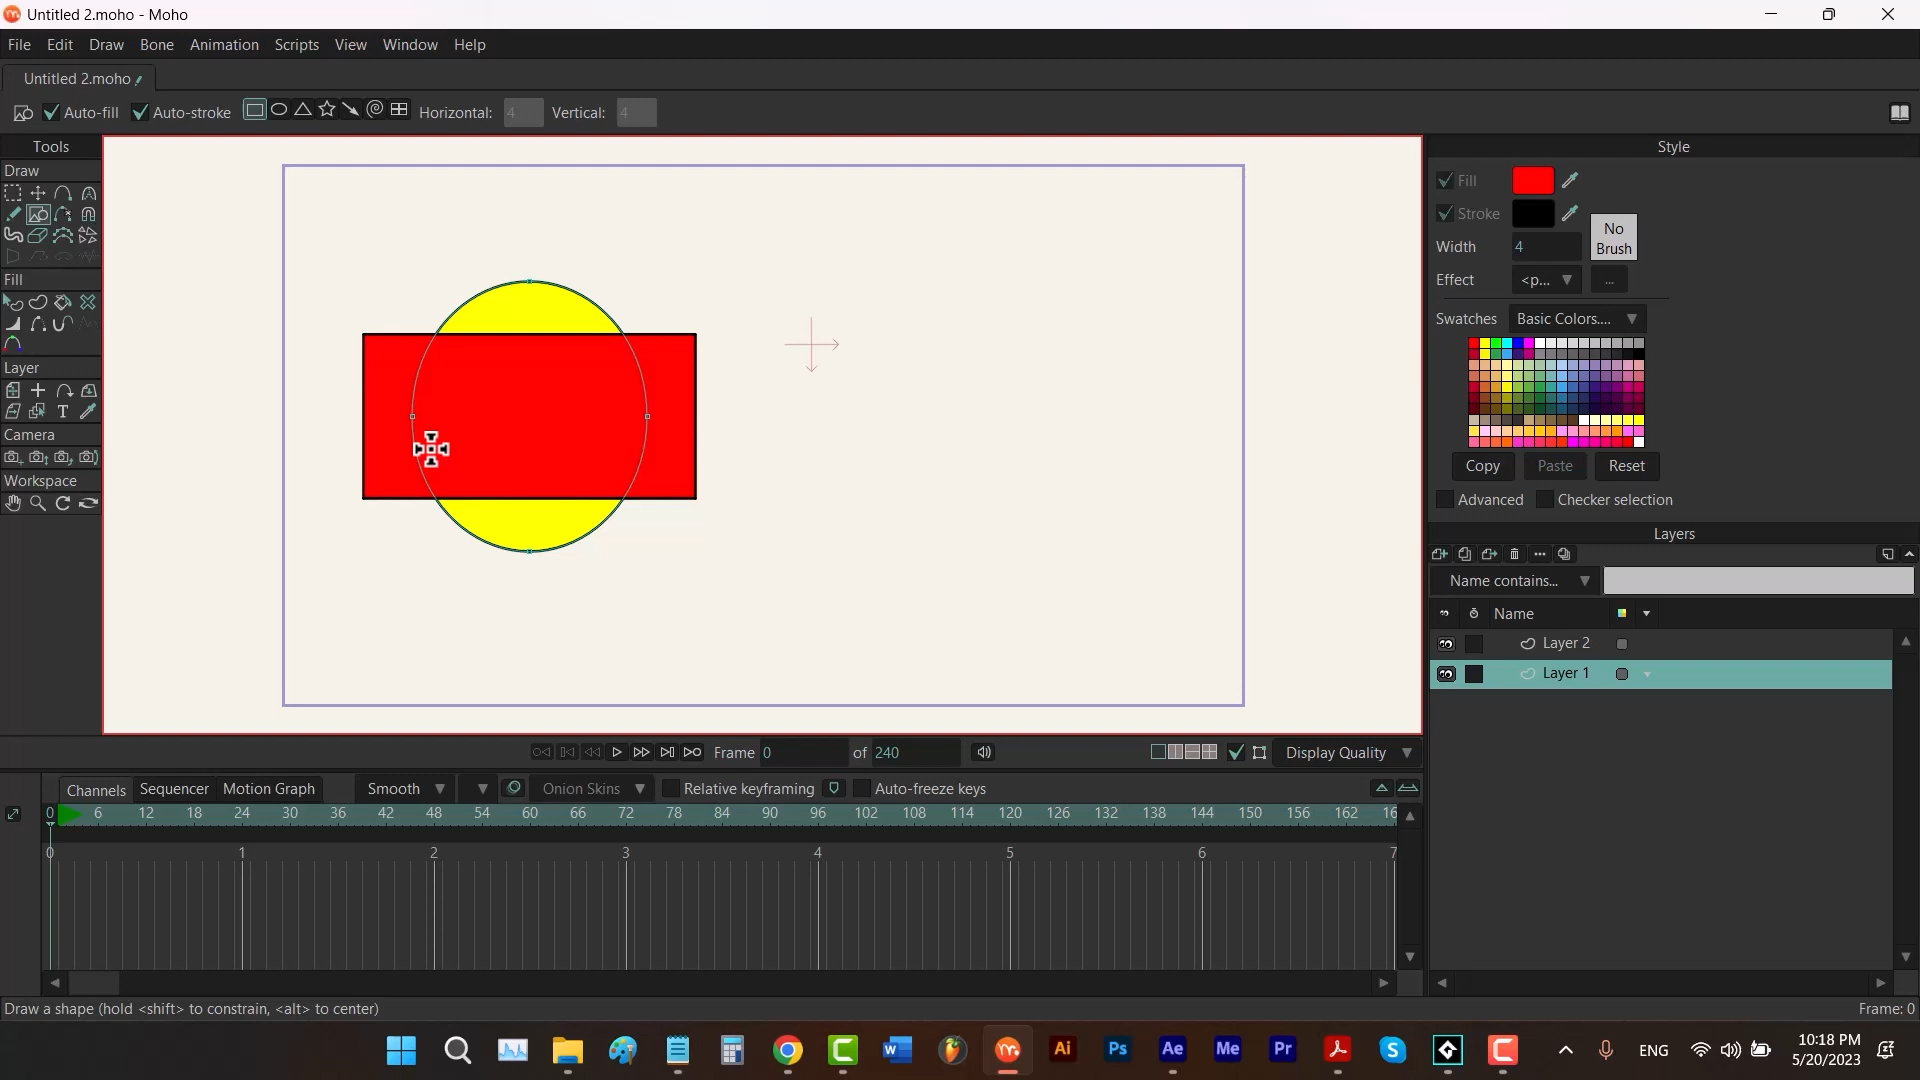 Untitled 2.moho - Moho
File Edit Draw Bone Animation Scripts View Window Help
Untitled 2.moho
Auto-fill Auto-stroke Horizontal: 4 Vertical: 4
Tools
Draw
Fill
Layer
Camera
Workspace
Style
Fill
Stroke
No
Brush
Width 4
Effect <p... ...
Swatches Basic Colors....
Copy Paste Reset
Advanced Checker selection
Layers
Name contains...
Name
Layer 2
Layer 1
Frame 0 of 240 Display Quality
Channels Sequencer Motion Graph Smooth Onion Skins Relative keyframing Auto-freeze keys
0 6 12 18 24 30 36 42 48 54 60 66 72 78 84 90 96 102 108 114 120 126 132 138 144 150 156 162 16
0 1 2 3 4 5 6 7
Draw a shape (hold <shift> to constrain, <alt> to center) Frame: 0
Ai Ps Ae Me Pr ENG 10:18 PM
5/20/2023